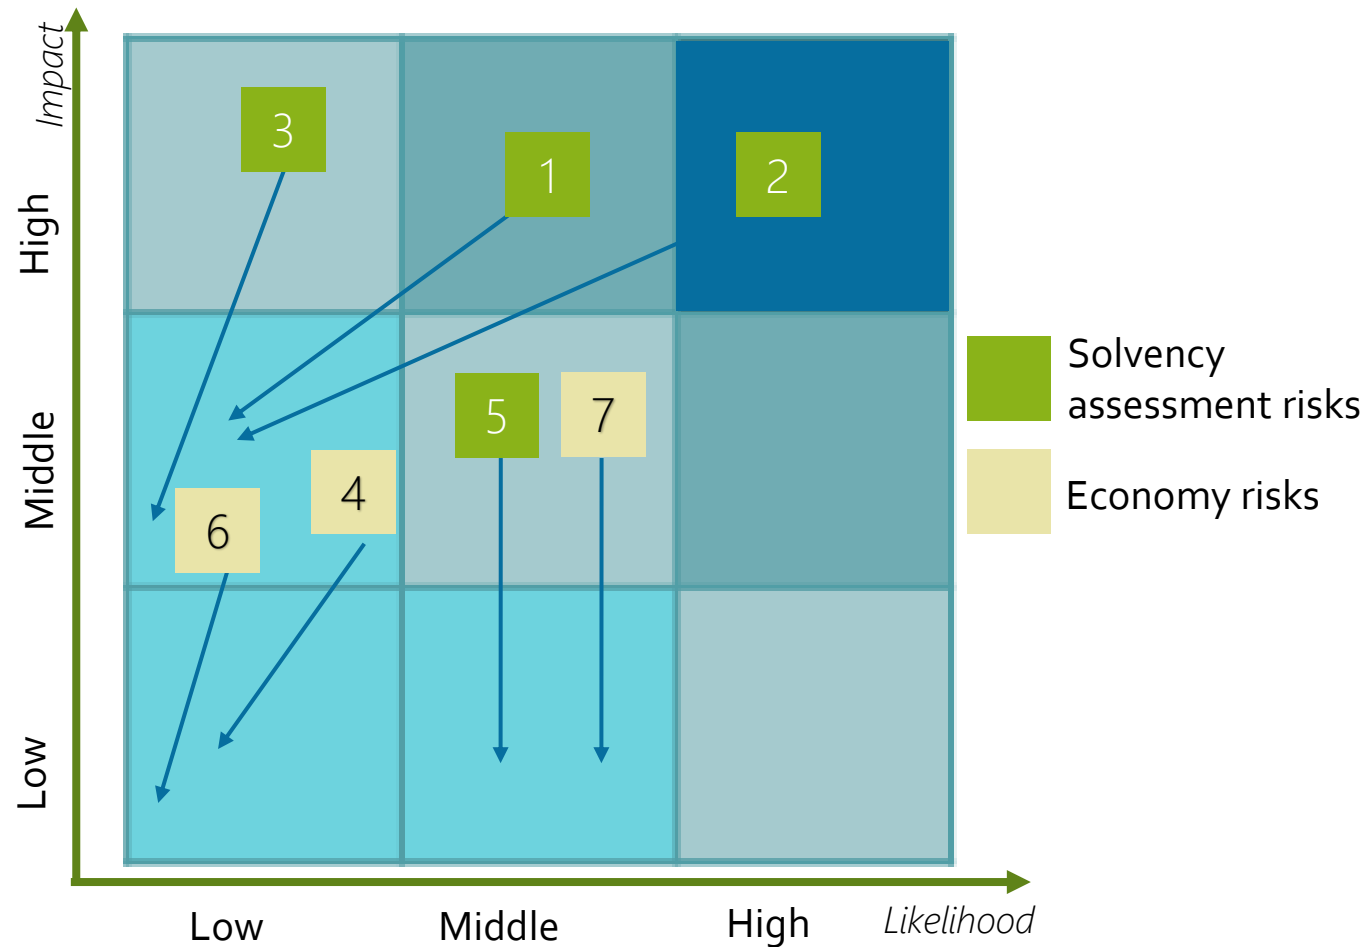 Impact
High
Middle
Low
3
1
2
5
7
4
6
Solvency
assessment risks
Economy risks
Low
Middle
High
Likelihood